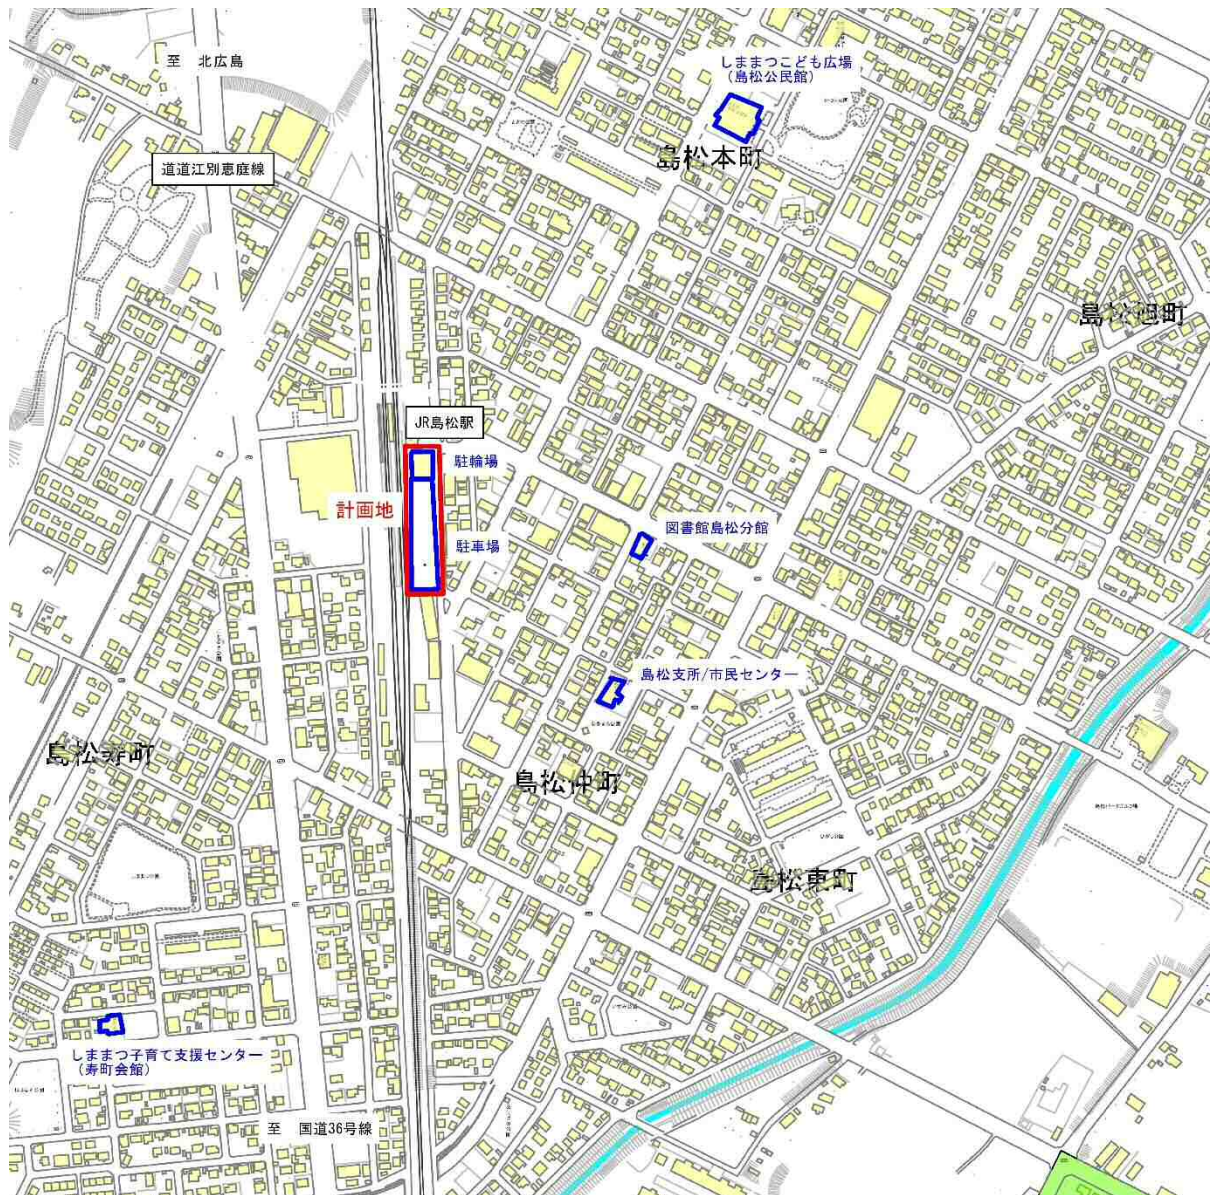 至 北広島
しままつこども広場
(島松公民館)
島松本町
道道江別恵庭線
島松旭町
JR島松駅
駐輪場
計画地
図書館島松分館
駐車場
島松支所/市民センター
島松寿町
島松仲町
島松東町
しままつ子育て支援センター
(寿町会館)
至 国道36号線